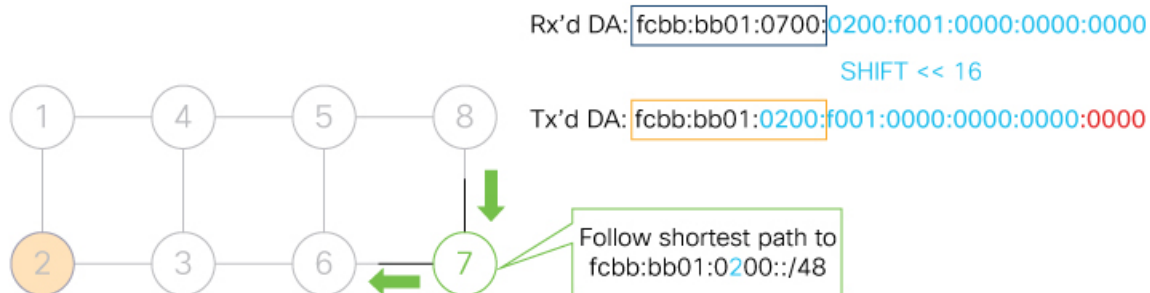 Rx'd DA: fcbb:bb01:0700:0200:f001:0000:0000:0000
SHIFT << 16
Tx'd DA: fcbb:bb01:0200:f001:0000:0000:0000:0000
1 4 5 8
2 3 6 7
Follow shortest path to
fcbb:bb01:0200::/48